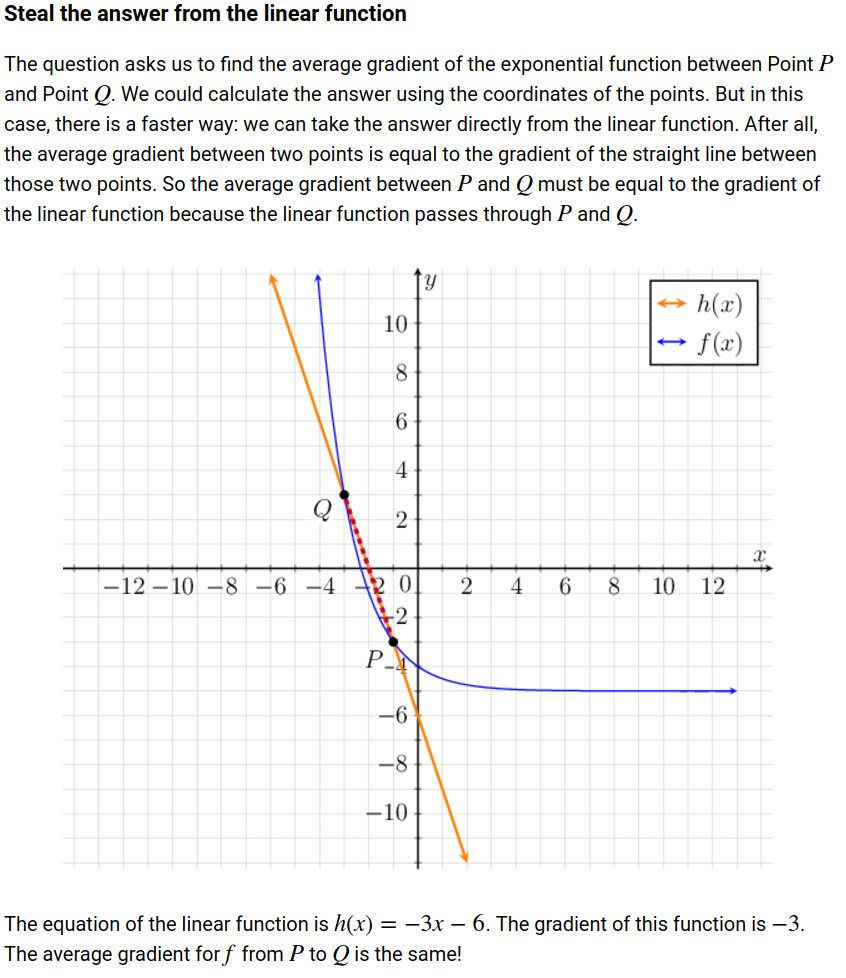 Steal the answer from the linear function
The question asks us to find the average gradient of the exponential function between Point P
and Point Q. We could calculate the answer using the coordinates of the points. But in this
case, there is a faster way: we can take the answer directly from the linear function. After all,
the average gradient between two points is equal to the gradient of the straight line between
those two points. So the average gradient between P and Q must be equal to the gradient of
the linear function because the linear function passes through P and Q.
y
h(x)
f(x)
10
8
6
4
Q
2
x
−12 −10 −8 −6 −4 −2 0 2 4 6 8 10 12
−2
P
−4
−6
−8
−10
The equation of the linear function is h(x) = −3x − 6. The gradient of this function is −3.
The average gradient for f from P to Q is the same!